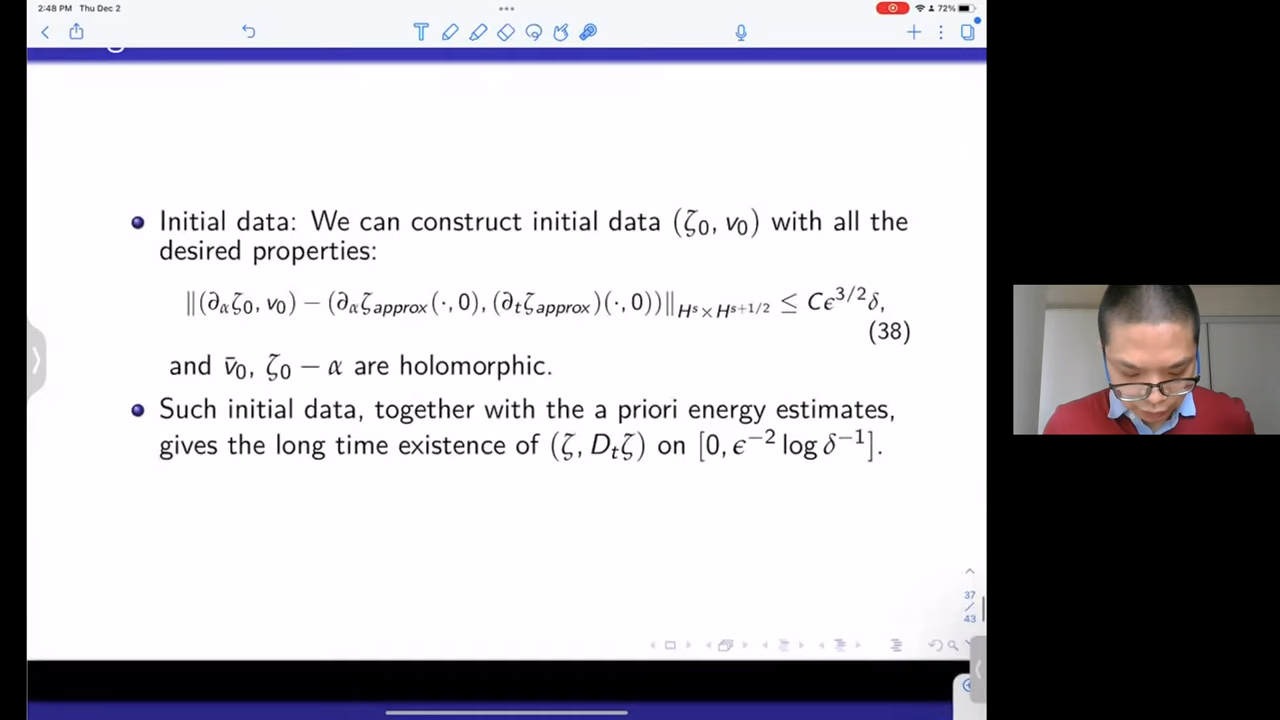 2:48 PM Thu Dec 2
72%
Initial data: We can construct initial data (ζ₀, v₀) with all the
desired properties:
‖(∂_αζ₀, v₀) − (∂_αζ_approx(·, 0), (∂_tζ_approx)(·, 0))‖_{H^s×H^{s+1/2}} ≤ Cϵ^{3/2}δ,
(38)
and v̄₀, ζ₀ − α are holomorphic.
Such initial data, together with the a priori energy estimates,
gives the long time existence of (ζ, D_tζ) on [0, ϵ^{−2} log δ^{−1}].
37
/
43